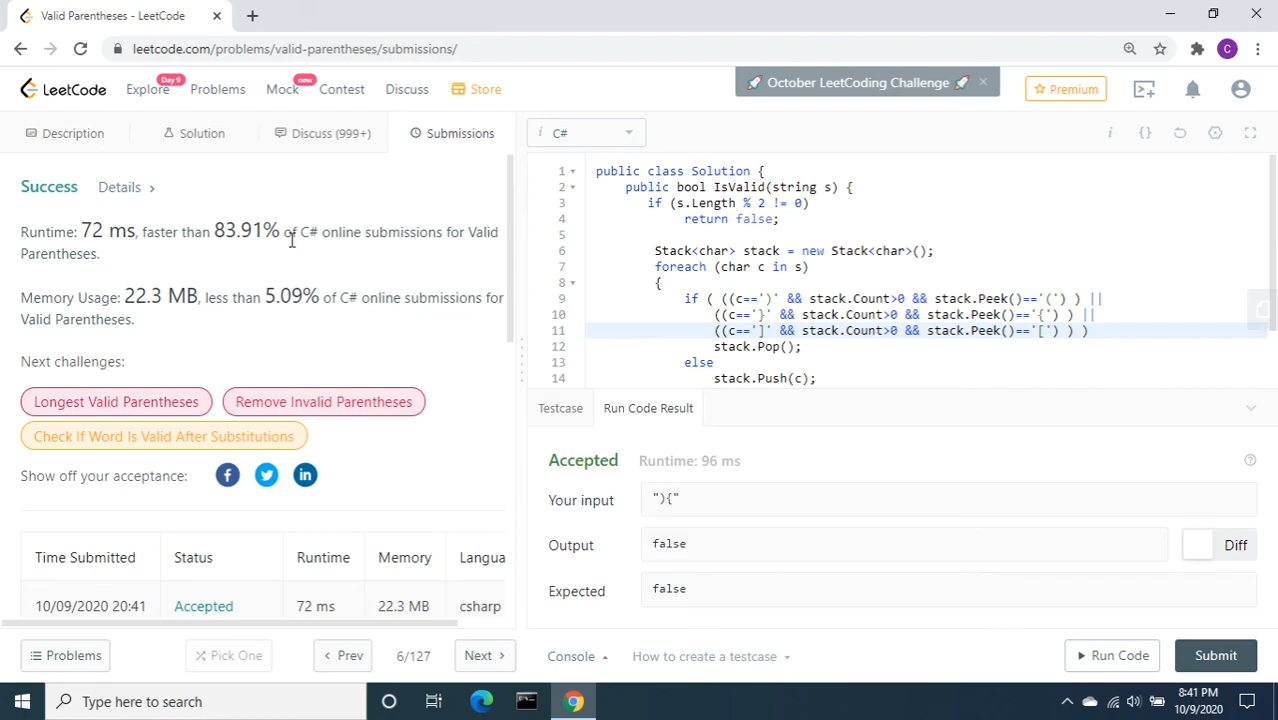 Valid Parentheses - LeetCode
leetcode.com/problems/valid-parentheses/submissions/
C
LeetCode
Explore Day 9
Problems
Mock new
Contest
Discuss
Store
🚀 October LeetCoding Challenge 🚀
Premium
Description
Solution
Discuss (999+)
Submissions
i C#
Success Details >
Runtime: 72 ms, faster than 83.91% of C# online submissions for Valid
Parentheses.
Memory Usage: 22.3 MB, less than 5.09% of C# online submissions for
Valid Parentheses.
Next challenges:
Longest Valid Parentheses
Remove Invalid Parentheses
Check If Word Is Valid After Substitutions
Show off your acceptance:
Time Submitted Status Runtime Memory Langua
10/09/2020 20:41 Accepted 72 ms 22.3 MB csharp
1 public class Solution {
2 public bool IsValid(string s) {
3 if (s.Length % 2 != 0)
4 return false;
5
6 Stack<char> stack = new Stack<char>();
7 foreach (char c in s)
8 {
9 if ( ((c==')' && stack.Count>0 && stack.Peek()=='(') ) ||
10 ((c=='}' && stack.Count>0 && stack.Peek()=='{') ) ||
11 ((c==']' && stack.Count>0 && stack.Peek()=='[') ) )
12 stack.Pop();
13 else
14 stack.Push(c);
Testcase
Run Code Result
Accepted Runtime: 96 ms
Your input "){"
Output false
Diff
Expected false
Problems
Pick One
< Prev
6/127
Next >
Console
How to create a testcase
Run Code
Submit
Type here to search
8:41 PM
10/9/2020